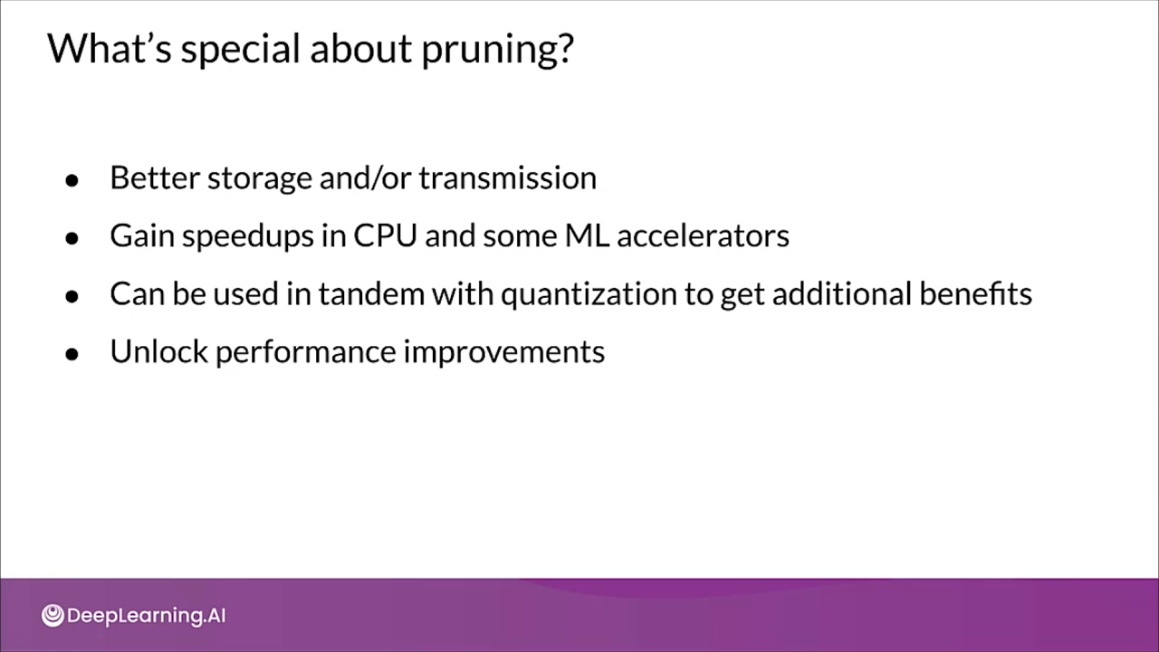 What's special about pruning?
● Better storage and/or transmission
● Gain speedups in CPU and some ML accelerators
● Can be used in tandem with quantization to get additional benefits
● Unlock performance improvements
DeepLearning.AI